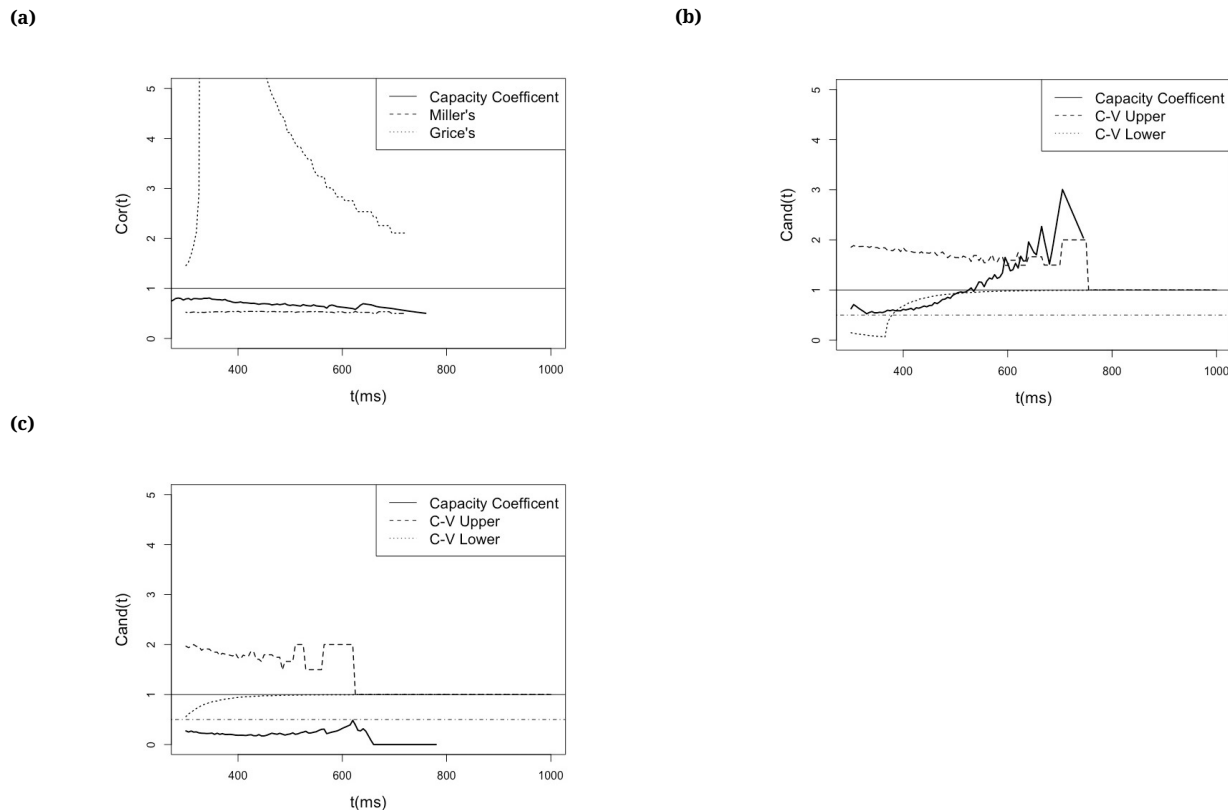 (a)
Capacity Coefficent
Miller's
Grice's
Cor(t)
5
4
3
2
1
0
400 600 800 1000
t(ms)
(b)
Capacity Coefficent
C-V Upper
C-V Lower
Cand(t)
5
4
3
2
1
0
400 600 800 1000
t(ms)
(c)
Capacity Coefficent
C-V Upper
C-V Lower
Cand(t)
5
4
3
2
1
0
400 600 800 1000
t(ms)